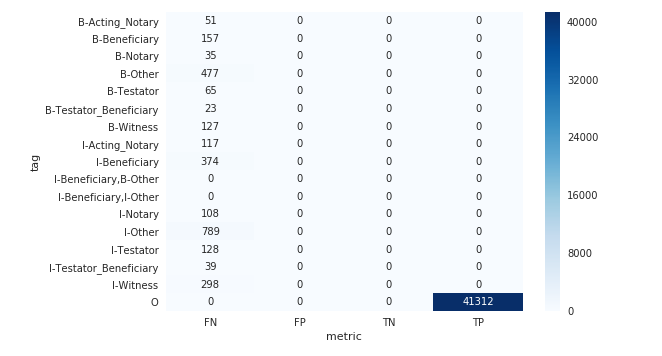 B-Acting_Notary 51 0 0 0
B-Beneficiary 157 0 0 0
B-Notary 35 0 0 0
B-Other 477 0 0 0
B-Testator 65 0 0 0
B-Testator_Beneficiary 23 0 0 0
B-Witness 127 0 0 0
I-Acting_Notary 117 0 0 0
I-Beneficiary 374 0 0 0
I-Beneficiary,B-Other 0 0 0 0
I-Beneficiary,I-Other 0 0 0 0
I-Notary 108 0 0 0
I-Other 789 0 0 0
I-Testator 128 0 0 0
I-Testator_Beneficiary 39 0 0 0
I-Witness 298 0 0 0
O 0 0 0 41312
FN FP TN TP
metric
tag
40000
32000
24000
16000
8000
0